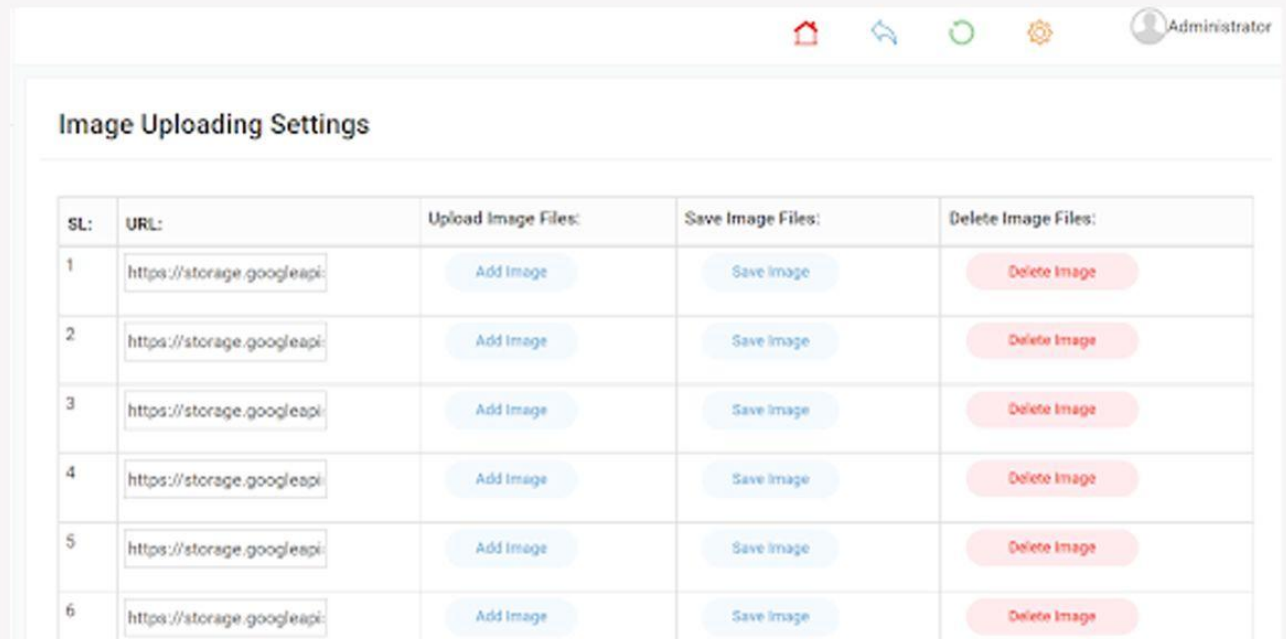 Administrator
Image Uploading Settings
SL: URL: Upload Image Files: Save Image Files: Delete Image Files:
1 https://storage.googleapi Add Image Save Image Delete Image
2 https://storage.googleapi Add Image Save Image Delete Image
3 https://storage.googleapi Add Image Save Image Delete Image
4 https://storage.googleapi Add Image Save Image Delete Image
5 https://storage.googleapi Add Image Save Image Delete Image
6 https://storage.googleapi Add Image Save Image Delete Image